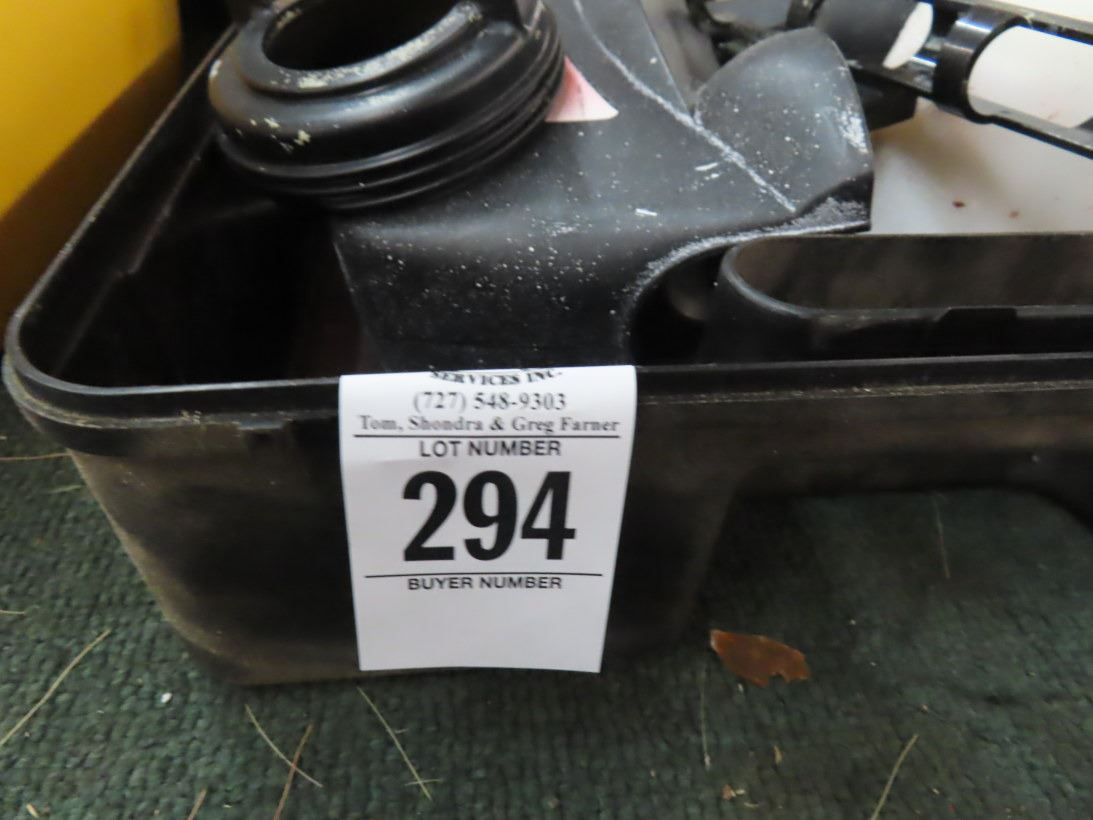 SERVICES INC.
(727) 548-9303
Tom, Shondra & Greg Farner
LOT NUMBER
294
BUYER NUMBER